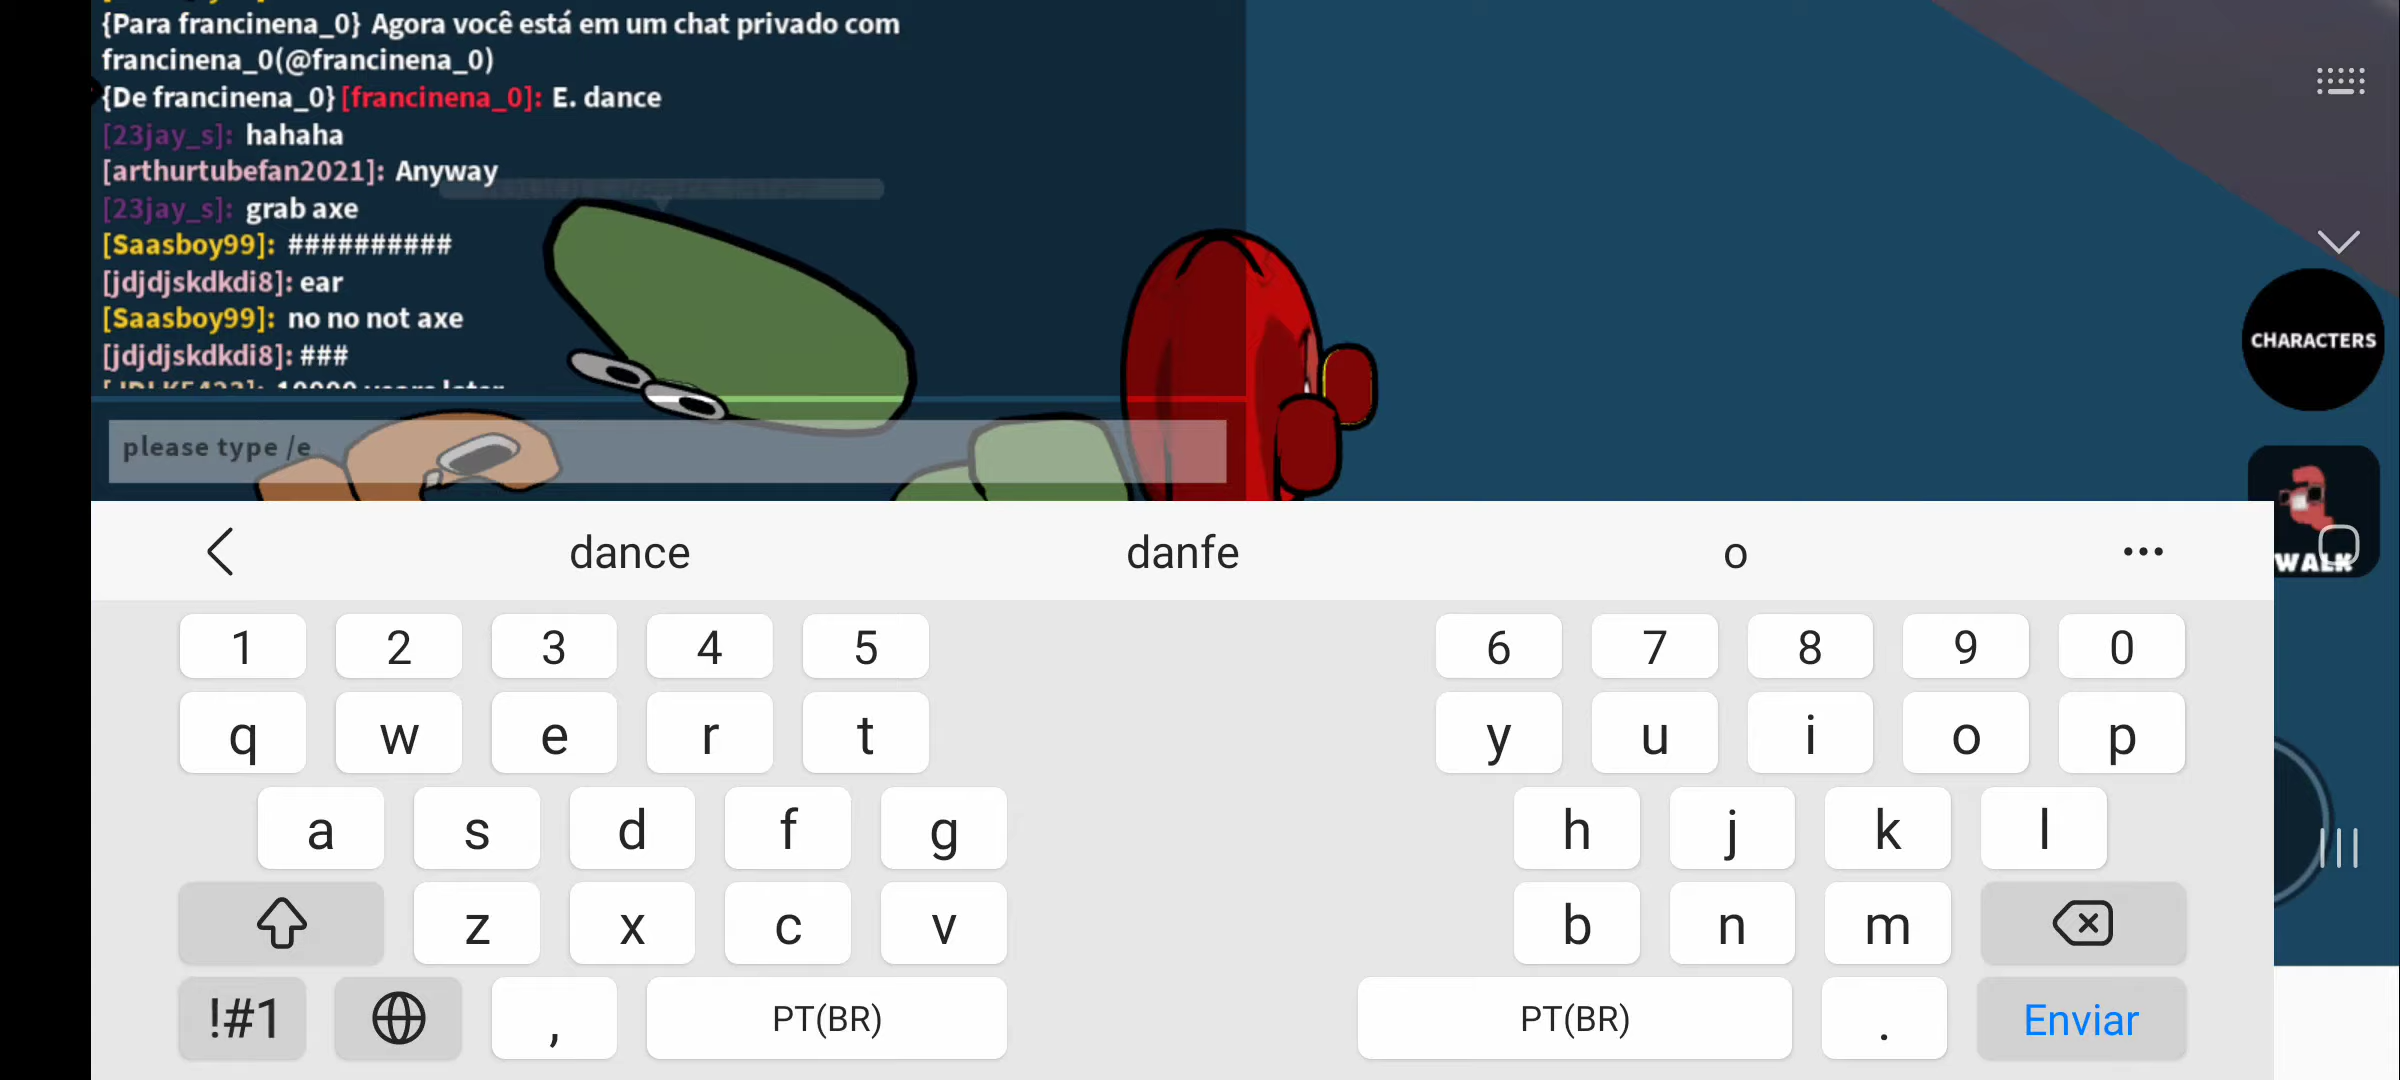 {Para francinena_0} Agora você está em um chat privado com
francinena_0(@francinena_0)
{De francinena_0} [francinena_0]: E. dance
[23jay_s]: hahaha
[arthurtubefan2021]: Anyway
[23jay_s]: grab axe
[Saasboy99]: ##########
[jdjdjskdkdi8]: ear
[Saasboy99]: no no not axe
[jdjdjskdkdi8]: ###
please type /e
CHARACTERS
WALK
dance danfe o
1 2 3 4 5 6 7 8 9 0
q w e r t y u i o p
a s d f g h j k l
z x c v b n m
!#1 , PT(BR) PT(BR) . Enviar